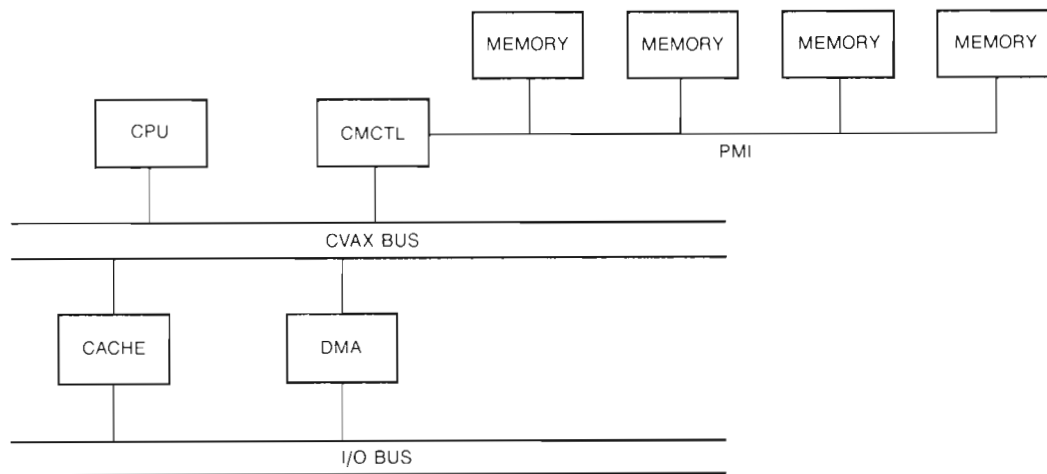 MEMORY
MEMORY
MEMORY
MEMORY
CPU
CMCTL
PMI
CVAX BUS
CACHE
DMA
I/O BUS